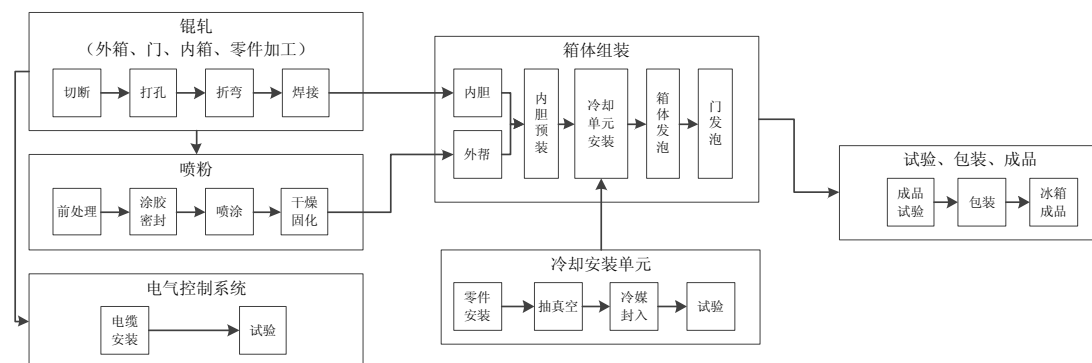 锟轧
（外箱、门、内箱、零件加工）
切断
打孔
折弯
焊接
喷粉
前处理
涂胶
密封
喷涂
干燥
固化
电气控制系统
电缆
安装
试验
箱体组装
内胆
外帮
内胆预装
冷却
单元
安装
箱体发泡
门发泡
冷却安装单元
零件
安装
抽真空
冷媒
封入
试验
试验、包装、成品
成品
试验
包装
冰箱
成品